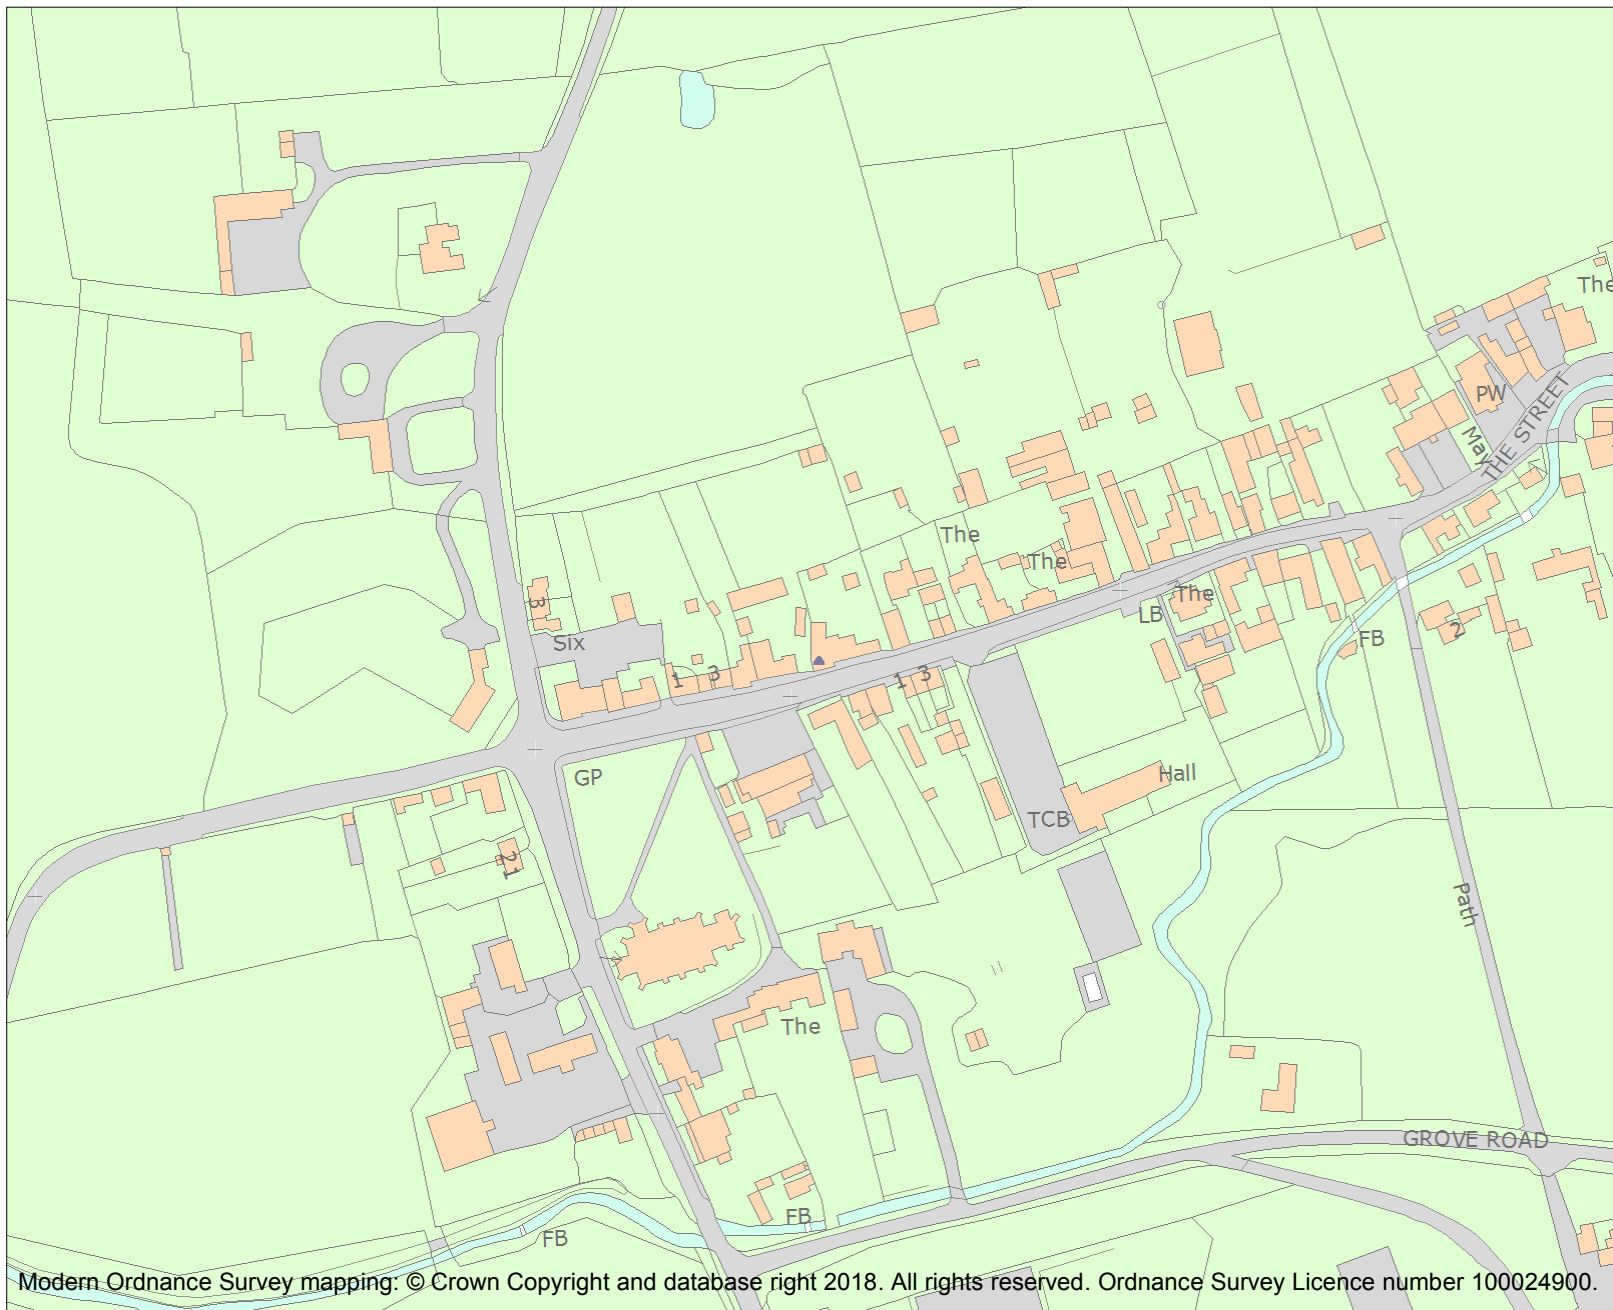 The
PW
May
THE STREET
The
The
3
The
LB
Six
FB
2
1
3
1
3
GP
Hall
TCB
21
Path
The
GROVE ROAD
FB
FB
Modern Ordnance Survey mapping: © Crown Copyright and database right 2018. All rights reserved. Ordnance Survey Licence number 100024900.